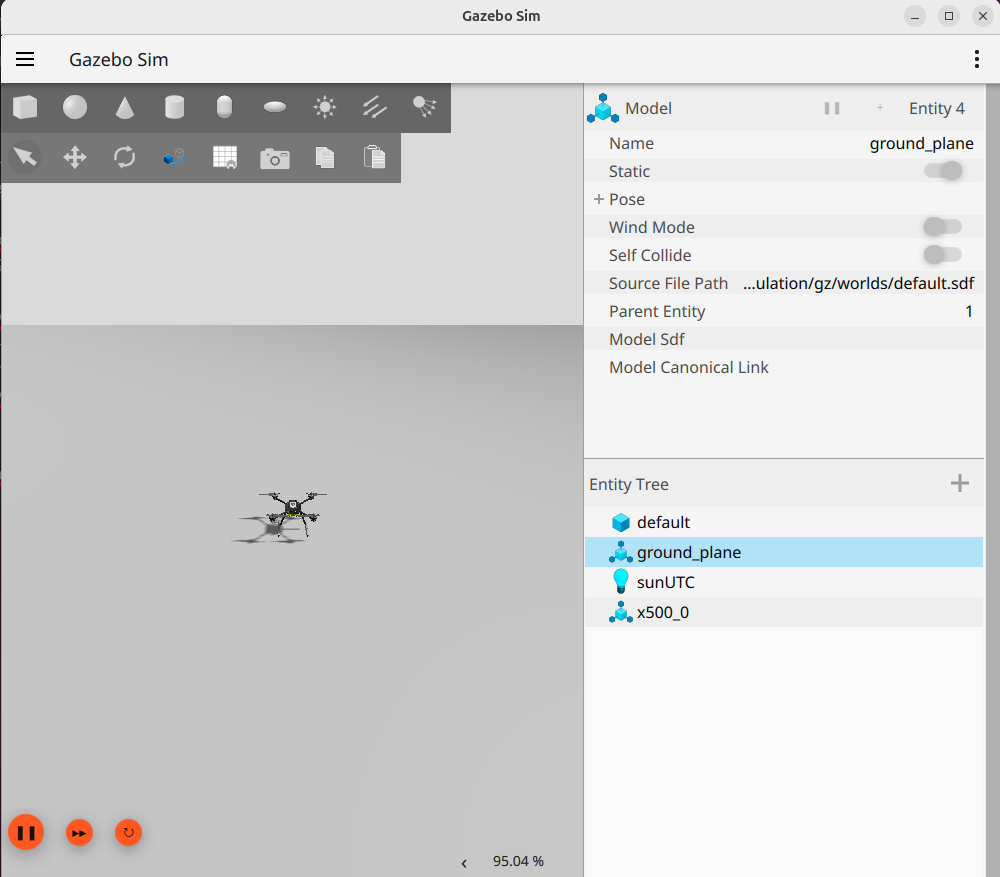 Gazebo Sim
Gazebo Sim
Model Entity 4
Name ground_plane
Static
Pose
Wind Mode
Self Collide
Source File Path ...ulation/gz/worlds/default.sdf
Parent Entity 1
Model Sdf
Model Canonical Link
Entity Tree
default
ground_plane
sunUTC
x500_0
95.04 %